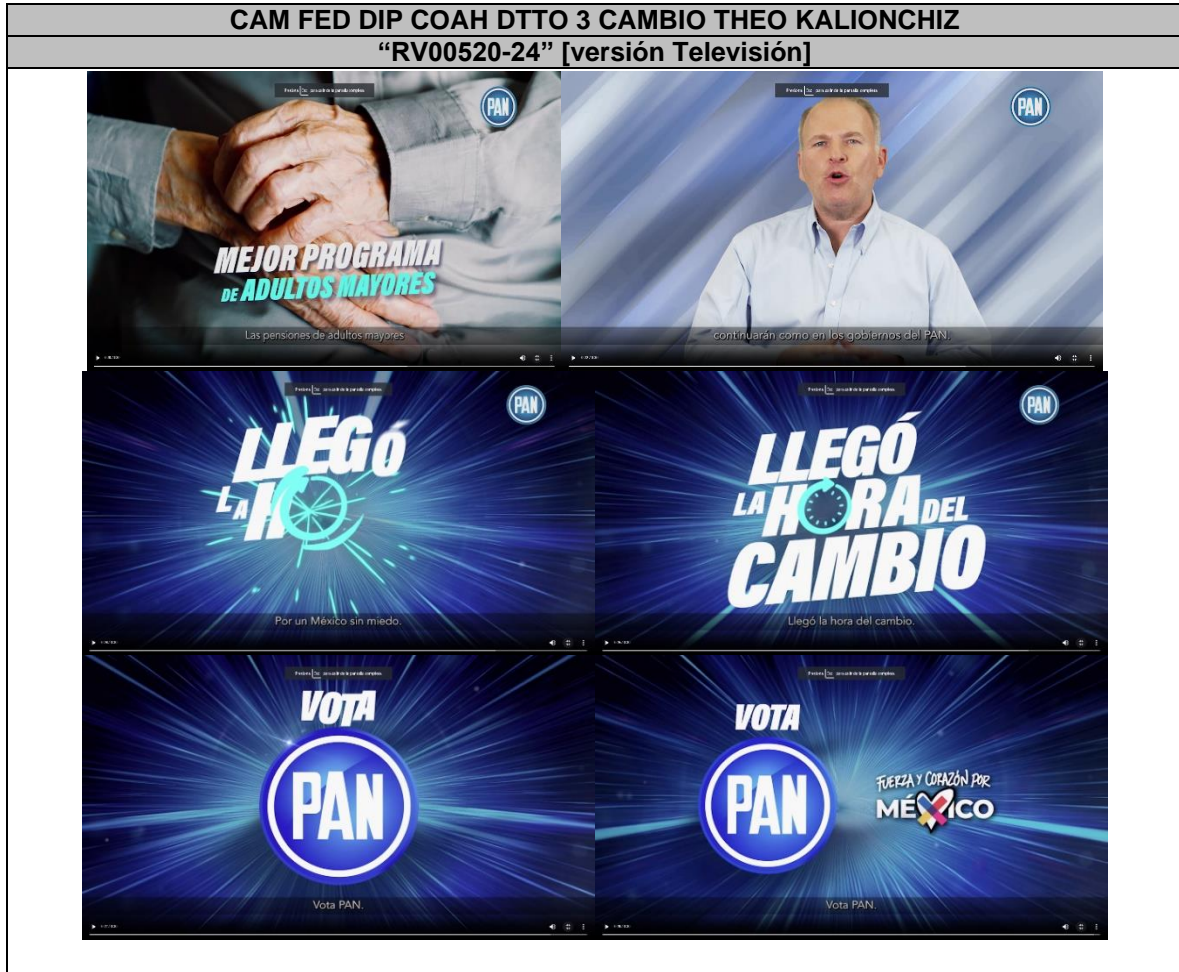 CAM FED DIP COAH DTTO 3 CAMBIO THEO KALIONCHIZ
“RV00520-24” [versión Televisión]
PAN
MEJOR PROGRAMA
DE ADULTOS MAYORES
Las pensiones de adultos mayores
PAN
continuarán como en los gobiernos del PAN.
PAN
LLEGÓ
LA HO
Por un México sin miedo.
PAN
LLEGÓ
LA HORA DEL
CAMBIO
Llegó la hora del cambio.
VOTA
PAN
Vota PAN.
VOTA
PAN
FUERZA Y CORAZÓN POR
MÉXICO
Vota PAN.